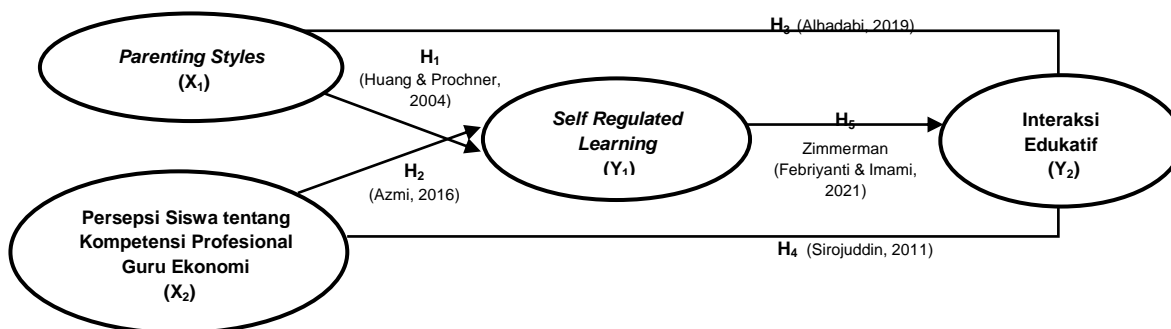 H3 (Alhadabi, 2019)
Parenting Styles
(X1)
H1
(Huang & Prochner,
2004)
Self Regulated
Learning
(Y1)
H5
Zimmerman
(Febriyanti & Imami,
2021)
Interaksi
Edukatif
(Y2)
H2
(Azmi, 2016)
Persepsi Siswa tentang
Kompetensi Profesional
Guru Ekonomi
(X2)
H4 (Sirojuddin, 2011)